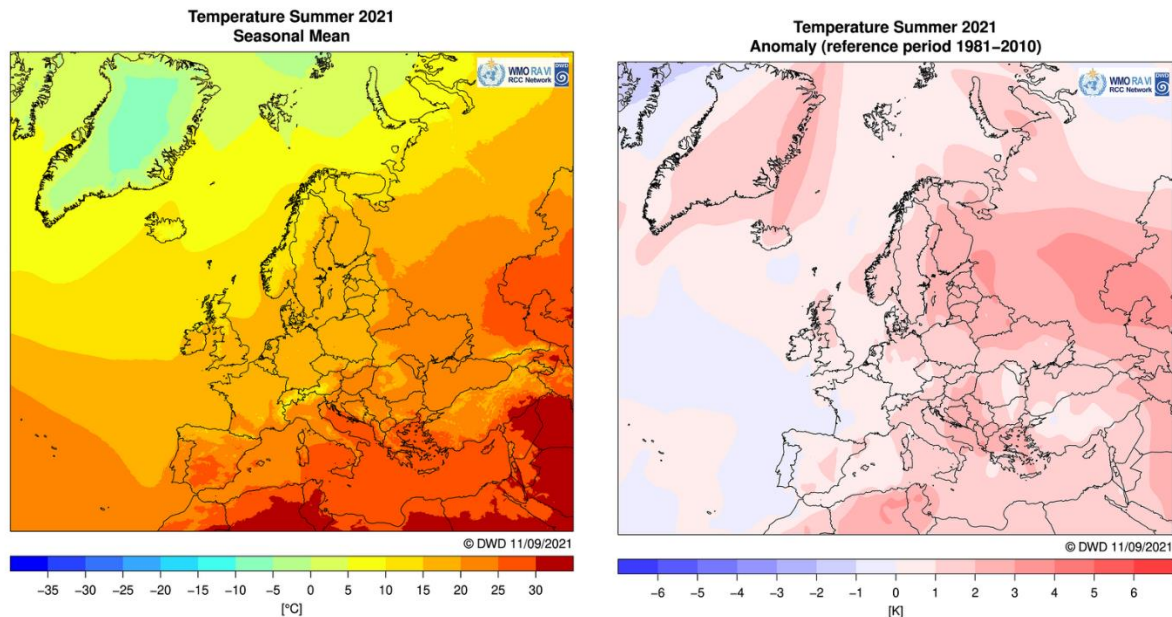 Temperature Summer 2021
Seasonal Mean
WMO RA VI
RCC Network
DWD
© DWD 11/09/2021
−35 −30 −25 −20 −15 −10 −5 0 5 10 15 20 25 30
[°C]
Temperature Summer 2021
Anomaly (reference period 1981−2010)
WMO RA VI
RCC Network
DWD
© DWD 11/09/2021
−6 −5 −4 −3 −2 −1 0 1 2 3 4 5 6
[K]